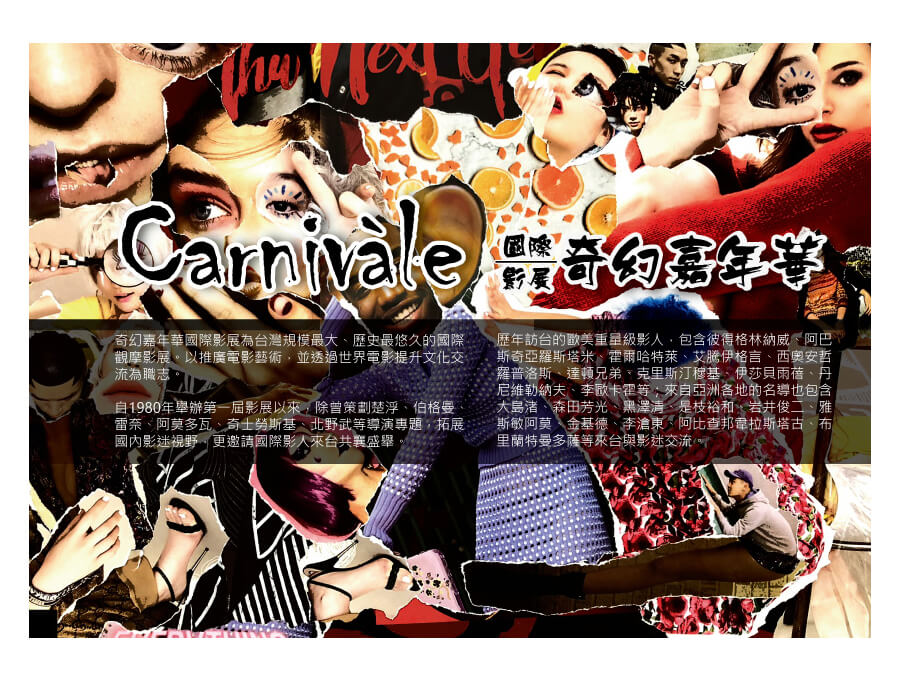 the Next Li
Carnivàle
國際
影展
奇幻嘉年華
奇幻嘉年華國際影展為台灣規模最大、歷史最悠久的國際
觀摩影展。以推廣電影藝術，並透過世界電影提升文化交
流為職志。
自1980年舉辦第一屆影展以來，除曾策劃楚浮、伯格曼、
雷奈、阿莫多瓦、奇士勞斯基、北野武等導演專題，拓展
國內影迷視野，更邀請國際影人來台共襄盛舉。
歷年訪台的歐美重量級影人，包含彼得格林納威、阿巴
斯奇亞羅斯塔米、霍爾哈特萊、艾騰伊格言、西奧安哲
羅普洛斯、達頓兄弟、克里斯汀穆基、伊莎貝雨蓓、丹
尼維勒納夫、李歐卡霍等；來自亞洲各地的名導也包含
大島渚、森田芳光、黑澤清、是枝裕和、岩井俊二、雅
斯敏阿莫、金基德、李滄東、阿比查邦韋拉斯塔古、布
里蘭特曼多薩等來台與影迷交流。
EVERYTHING